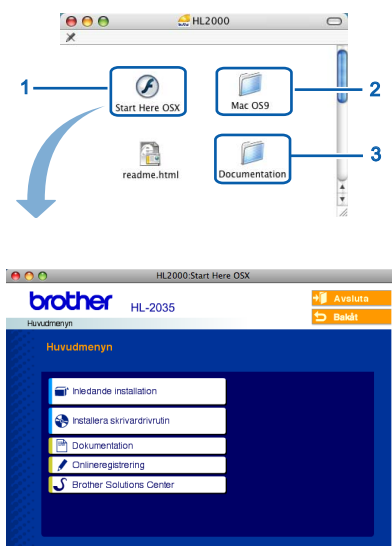 HL2000
1
Start Here OSX
Mac OS9
2
readme.html
Documentation
3
HL2000:Start Here OSX
brother
HL-2035
Avsluta
Bakåt
Huvudmenyn
Huvudmenyn
Inledande installation
Installera skrivardrivrutin
Dokumentation
Onlineregistrering
Brother Solutions Center